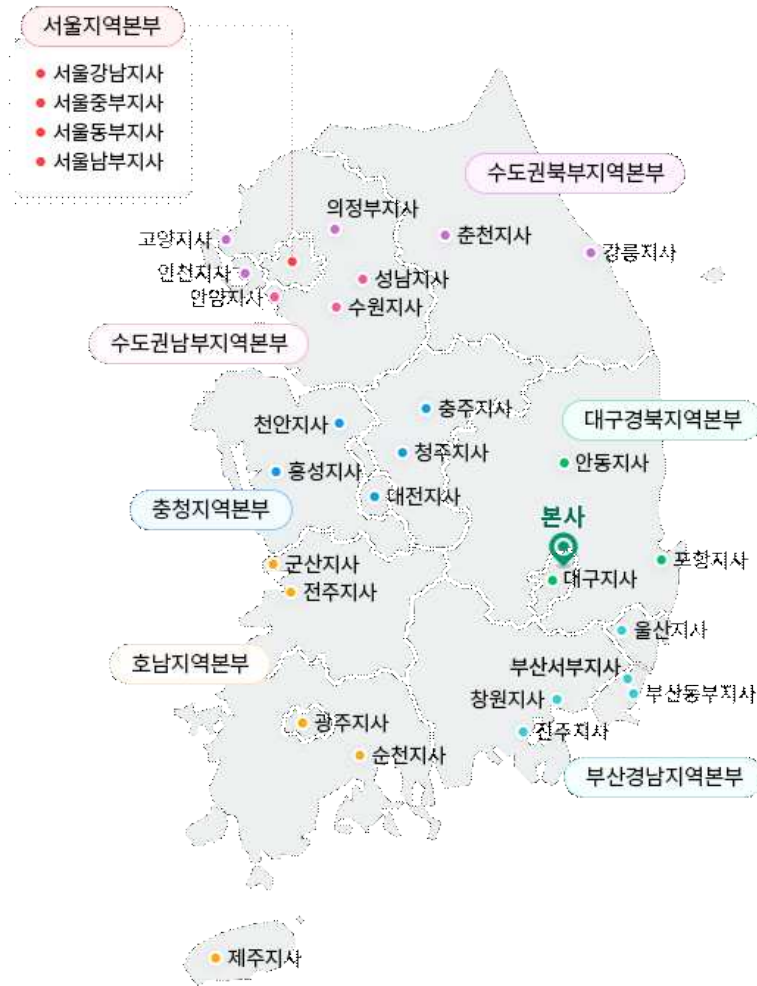 서울지역본부
서울강남지사
서울중부지사
서울동부지사
서울남부지사
수도권북부지역본부
의정부지사
고양지사
춘천지사
강릉지사
인천지사
성남지사
안양지사
수원지사
수도권남부지역본부
충주지사
천안지사
대구경북지역본부
청주지사
안동지사
홍성지사
대전지사
충청지역본부
본사
군산지사
포항지사
대구지사
전주지사
울산지사
호남지역본부
부산서부지사
부산동부지사
창원지사
광주지사
진주지사
순천지사
부산경남지역본부
제주지사